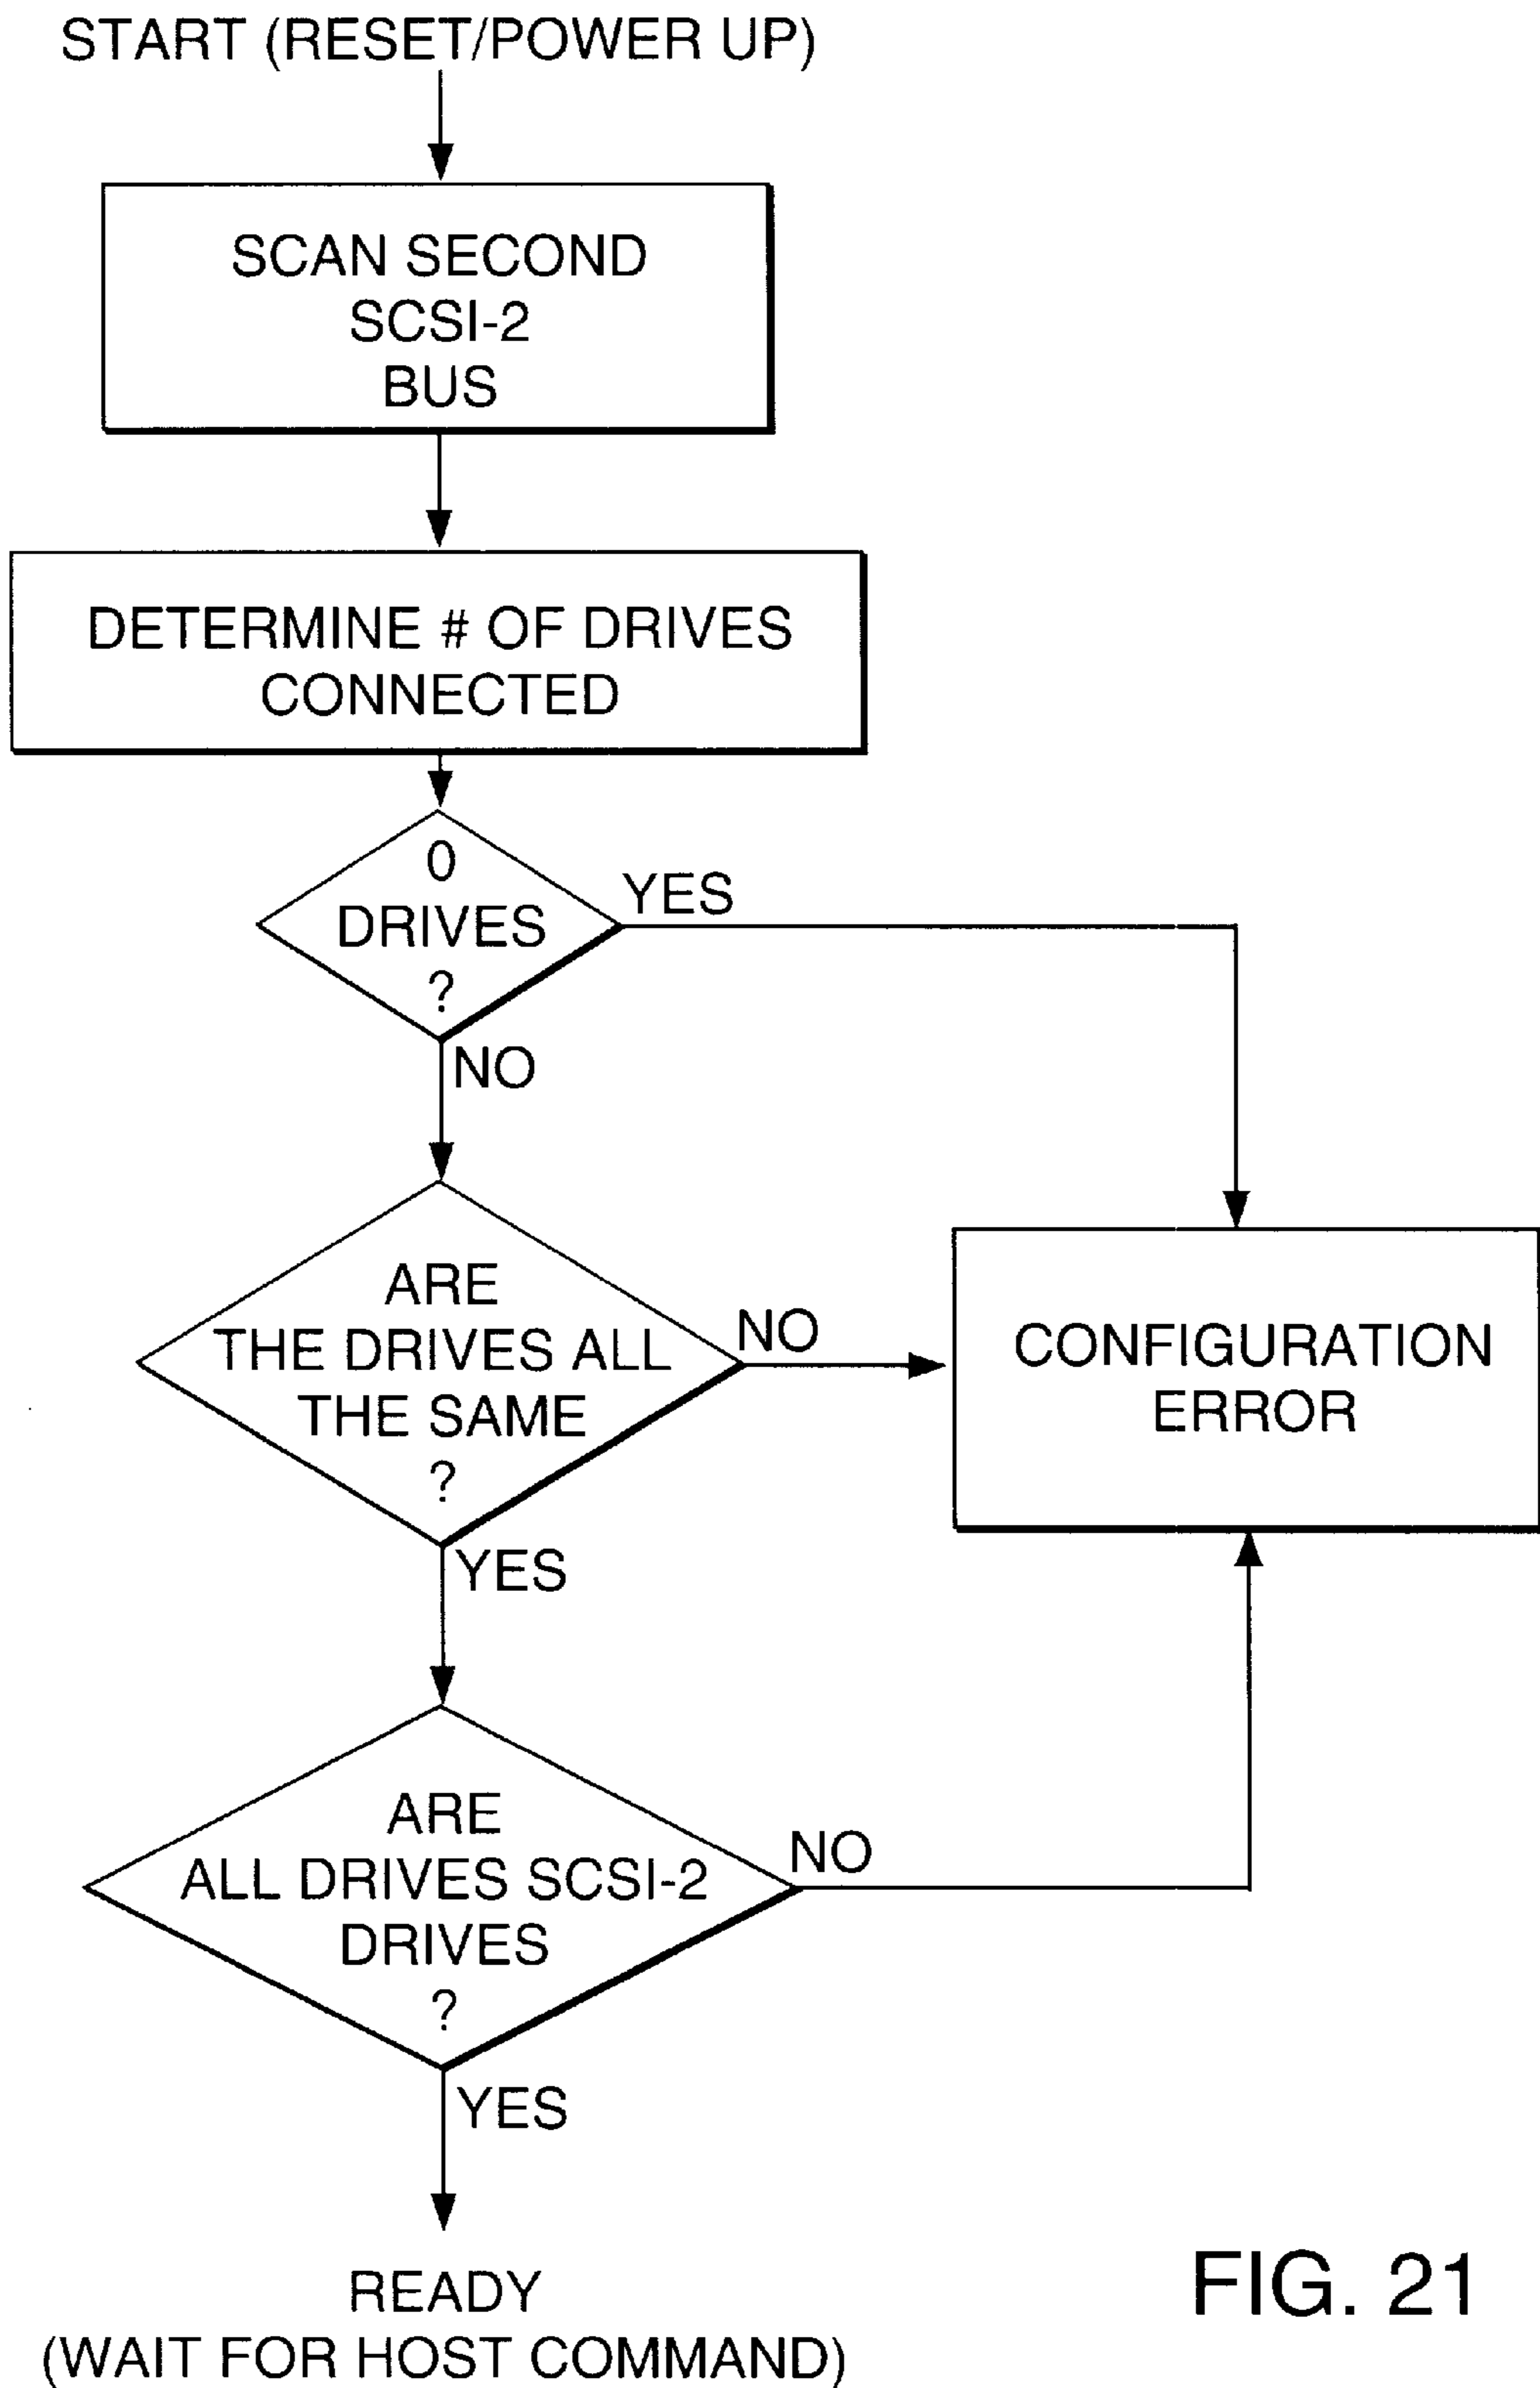 START (RESET/POWER UP)
SCAN SECOND
SCSI-2
BUS
DETERMINE # OF DRIVES
CONNECTED
0
DRIVES
?
YES
NO
ARE
THE DRIVES ALL
THE SAME
?
NO
YES
CONFIGURATION
ERROR
ARE
ALL DRIVES SCSI-2
DRIVES
?
NO
YES
READY
(WAIT FOR HOST COMMAND)
FIG. 21